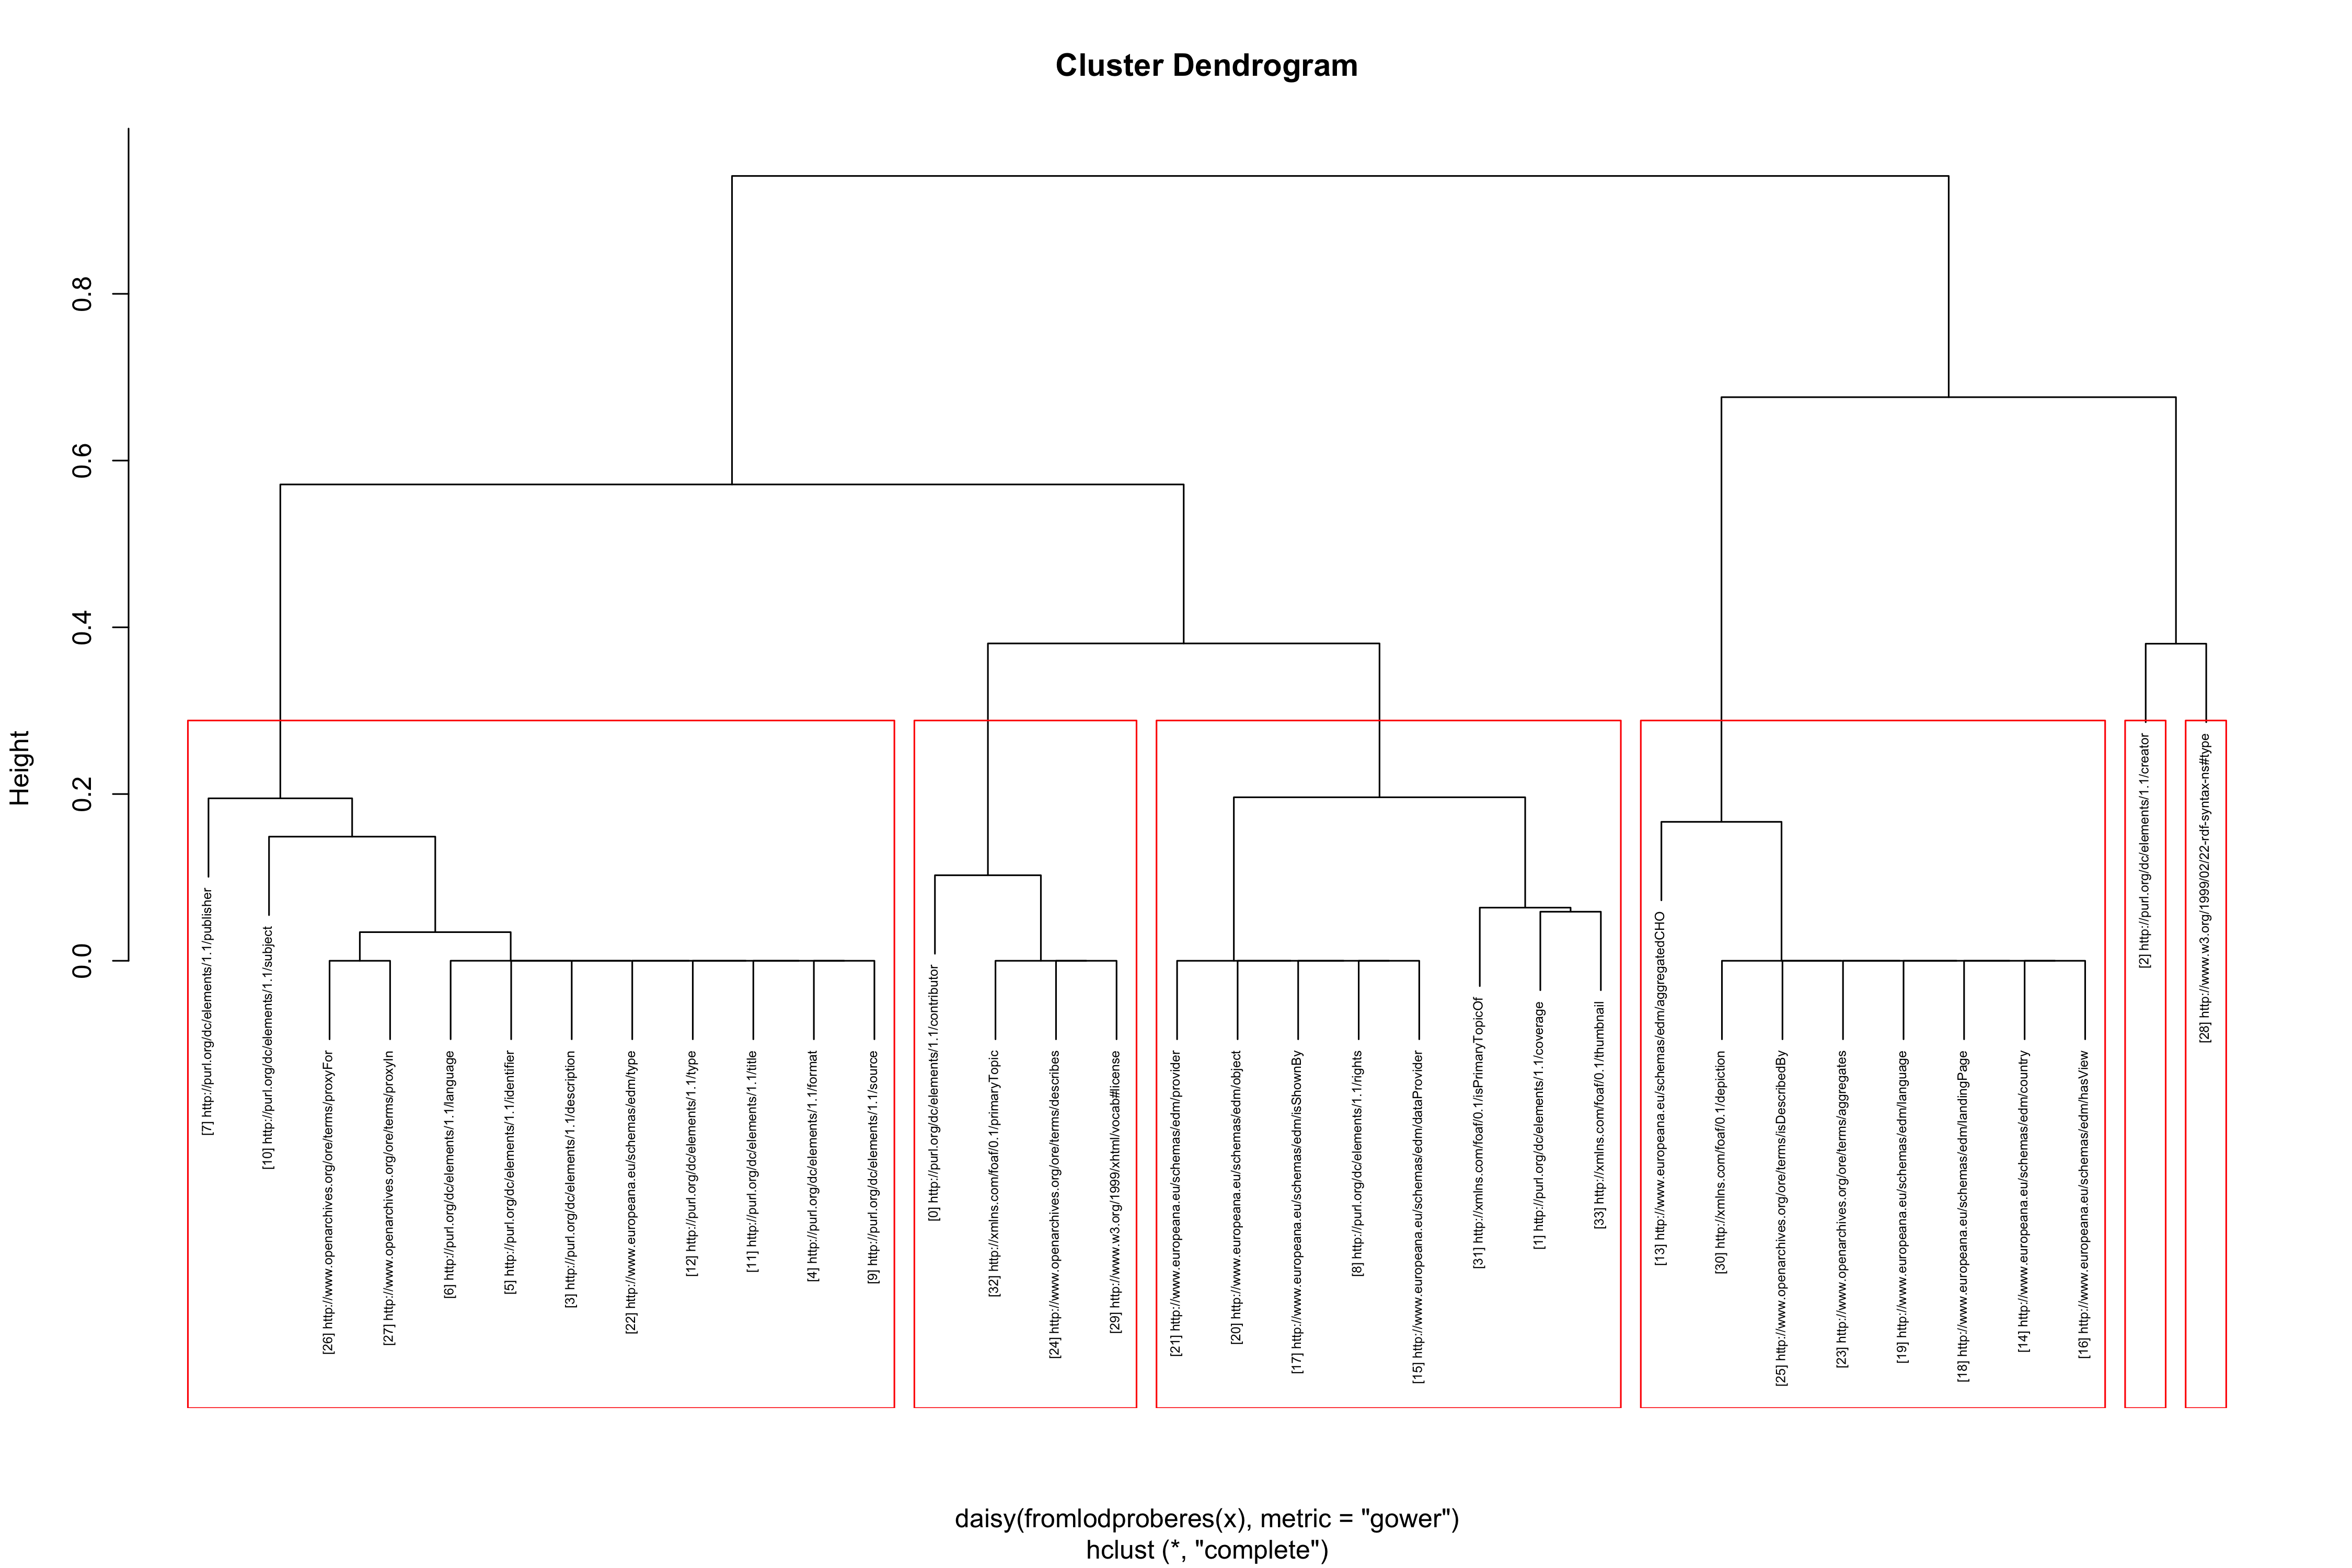 Cluster Dendrogram
Height
0.0
0.2
0.4
0.6
0.8
[7] http://purl.org/dc/elements/1.1/publisher
[10] http://purl.org/dc/elements/1.1/subject
[26] http://www.openarchives.org/ore/terms/proxyFor
[27] http://www.openarchives.org/ore/terms/proxyIn
[6] http://purl.org/dc/elements/1.1/language
[5] http://purl.org/dc/elements/1.1/identifier
[3] http://purl.org/dc/elements/1.1/description
[22] http://www.europeana.eu/schemas/edm/type
[12] http://purl.org/dc/elements/1.1/type
[11] http://purl.org/dc/elements/1.1/title
[4] http://purl.org/dc/elements/1.1/format
[9] http://purl.org/dc/elements/1.1/source
[0] http://purl.org/dc/elements/1.1/contributor
[32] http://xmlns.com/foaf/0.1/primaryTopic
[24] http://www.openarchives.org/ore/terms/describes
[29] http://www.w3.org/1999/xhtml/vocab#license
[21] http://www.europeana.eu/schemas/edm/provider
[20] http://www.europeana.eu/schemas/edm/object
[17] http://www.europeana.eu/schemas/edm/isShownBy
[8] http://purl.org/dc/elements/1.1/rights
[15] http://www.europeana.eu/schemas/edm/dataProvider
[31] http://xmlns.com/foaf/0.1/isPrimaryTopicOf
[1] http://purl.org/dc/elements/1.1/coverage
[33] http://xmlns.com/foaf/0.1/thumbnail
[13] http://www.europeana.eu/schemas/edm/aggregatedCHO
[30] http://xmlns.com/foaf/0.1/depiction
[25] http://www.openarchives.org/ore/terms/isDescribedBy
[23] http://www.openarchives.org/ore/terms/aggregates
[19] http://www.europeana.eu/schemas/edm/language
[18] http://www.europeana.eu/schemas/edm/landingPage
[14] http://www.europeana.eu/schemas/edm/country
[16] http://www.europeana.eu/schemas/edm/hasView
[2] http://purl.org/dc/elements/1.1/creator
[28] http://www.w3.org/1999/02/22-rdf-syntax-ns#type
daisy(fromlodproberes(x), metric = "gower")
hclust (*, "complete")